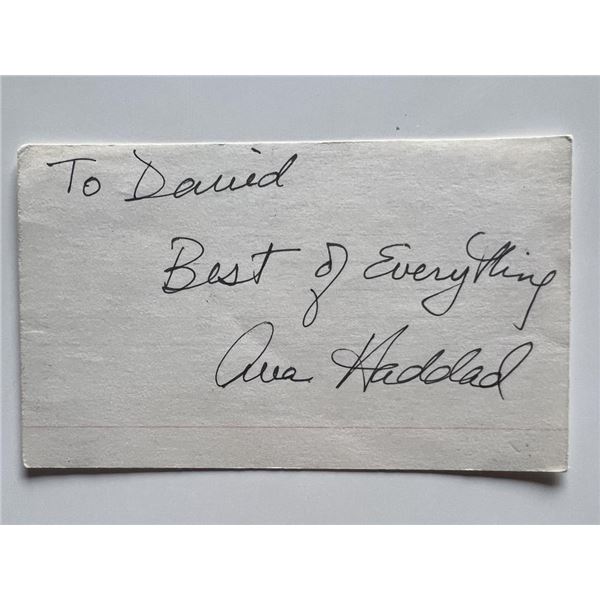 To David
Best of Everything
Ava Haddad